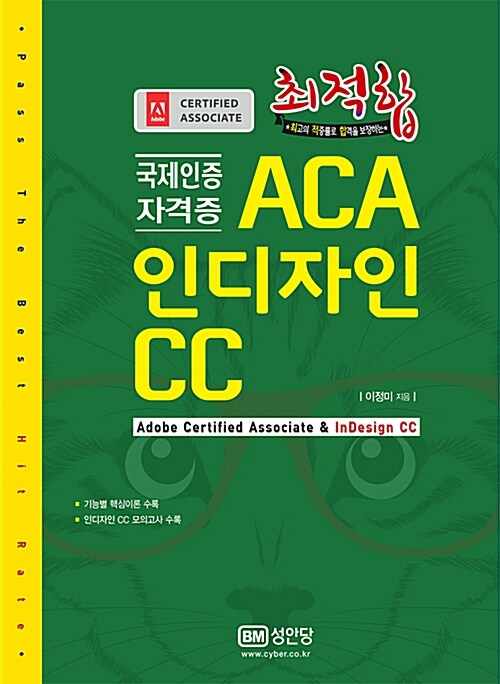 • Pass The Best Hit Rate •
Adobe
CERTIFIED
ASSOCIATE
최적합
★최고의 적중률로 합격을 보장하는★
국제인증
자격증
ACA
인디자인
CC
| 이정미 지음 |
Adobe Certified Associate & InDesign CC
• 기능별 핵심이론 수록
• 인디자인 CC 모의고사 수록
BM 성안당
www.cyber.co.kr